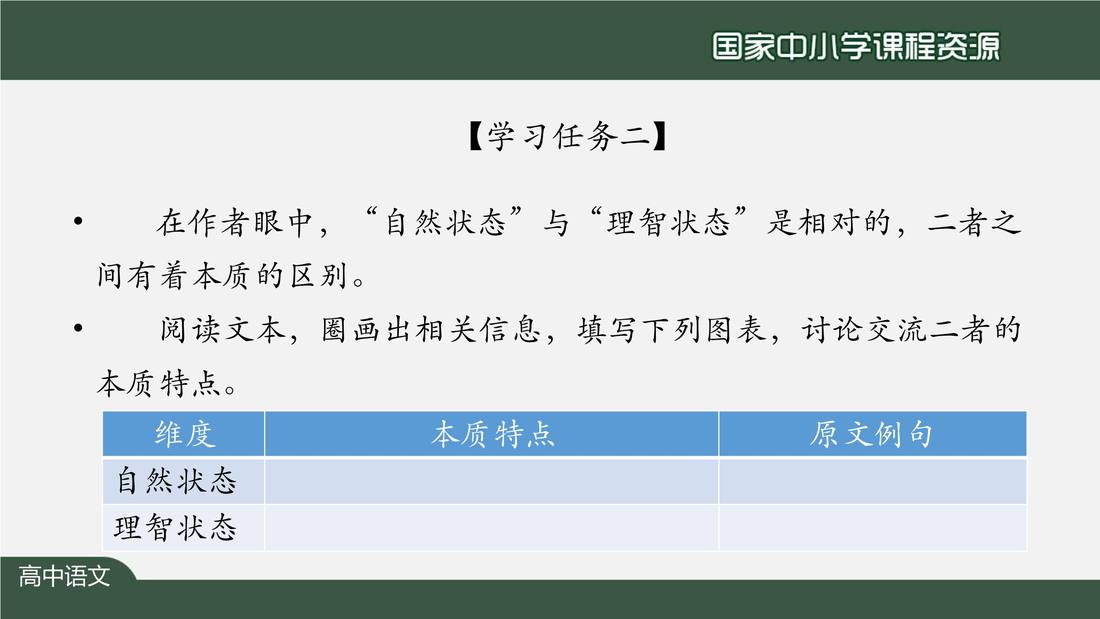 国家中小学课程资源
【学习任务二】
• 在作者眼中，“自然状态”与“理智状态”是相对的，二者之
间有着本质的区别。
• 阅读文本，圈画出相关信息，填写下列图表，讨论交流二者的
本质特点。
维度 本质特点 原文例句
自然状态
理智状态
高中语文